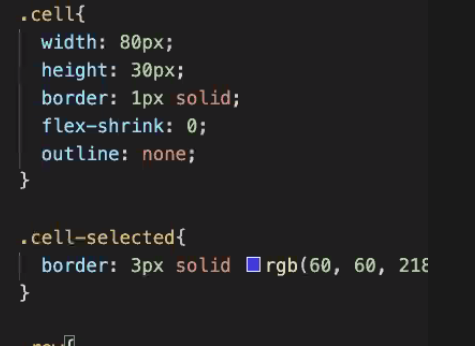 .cell{
width: 80px;
height: 30px;
border: 1px solid;
flex-shrink: 0;
outline: none;
}
.cell-selected{
border: 3px solid rgb(60, 60, 218
}